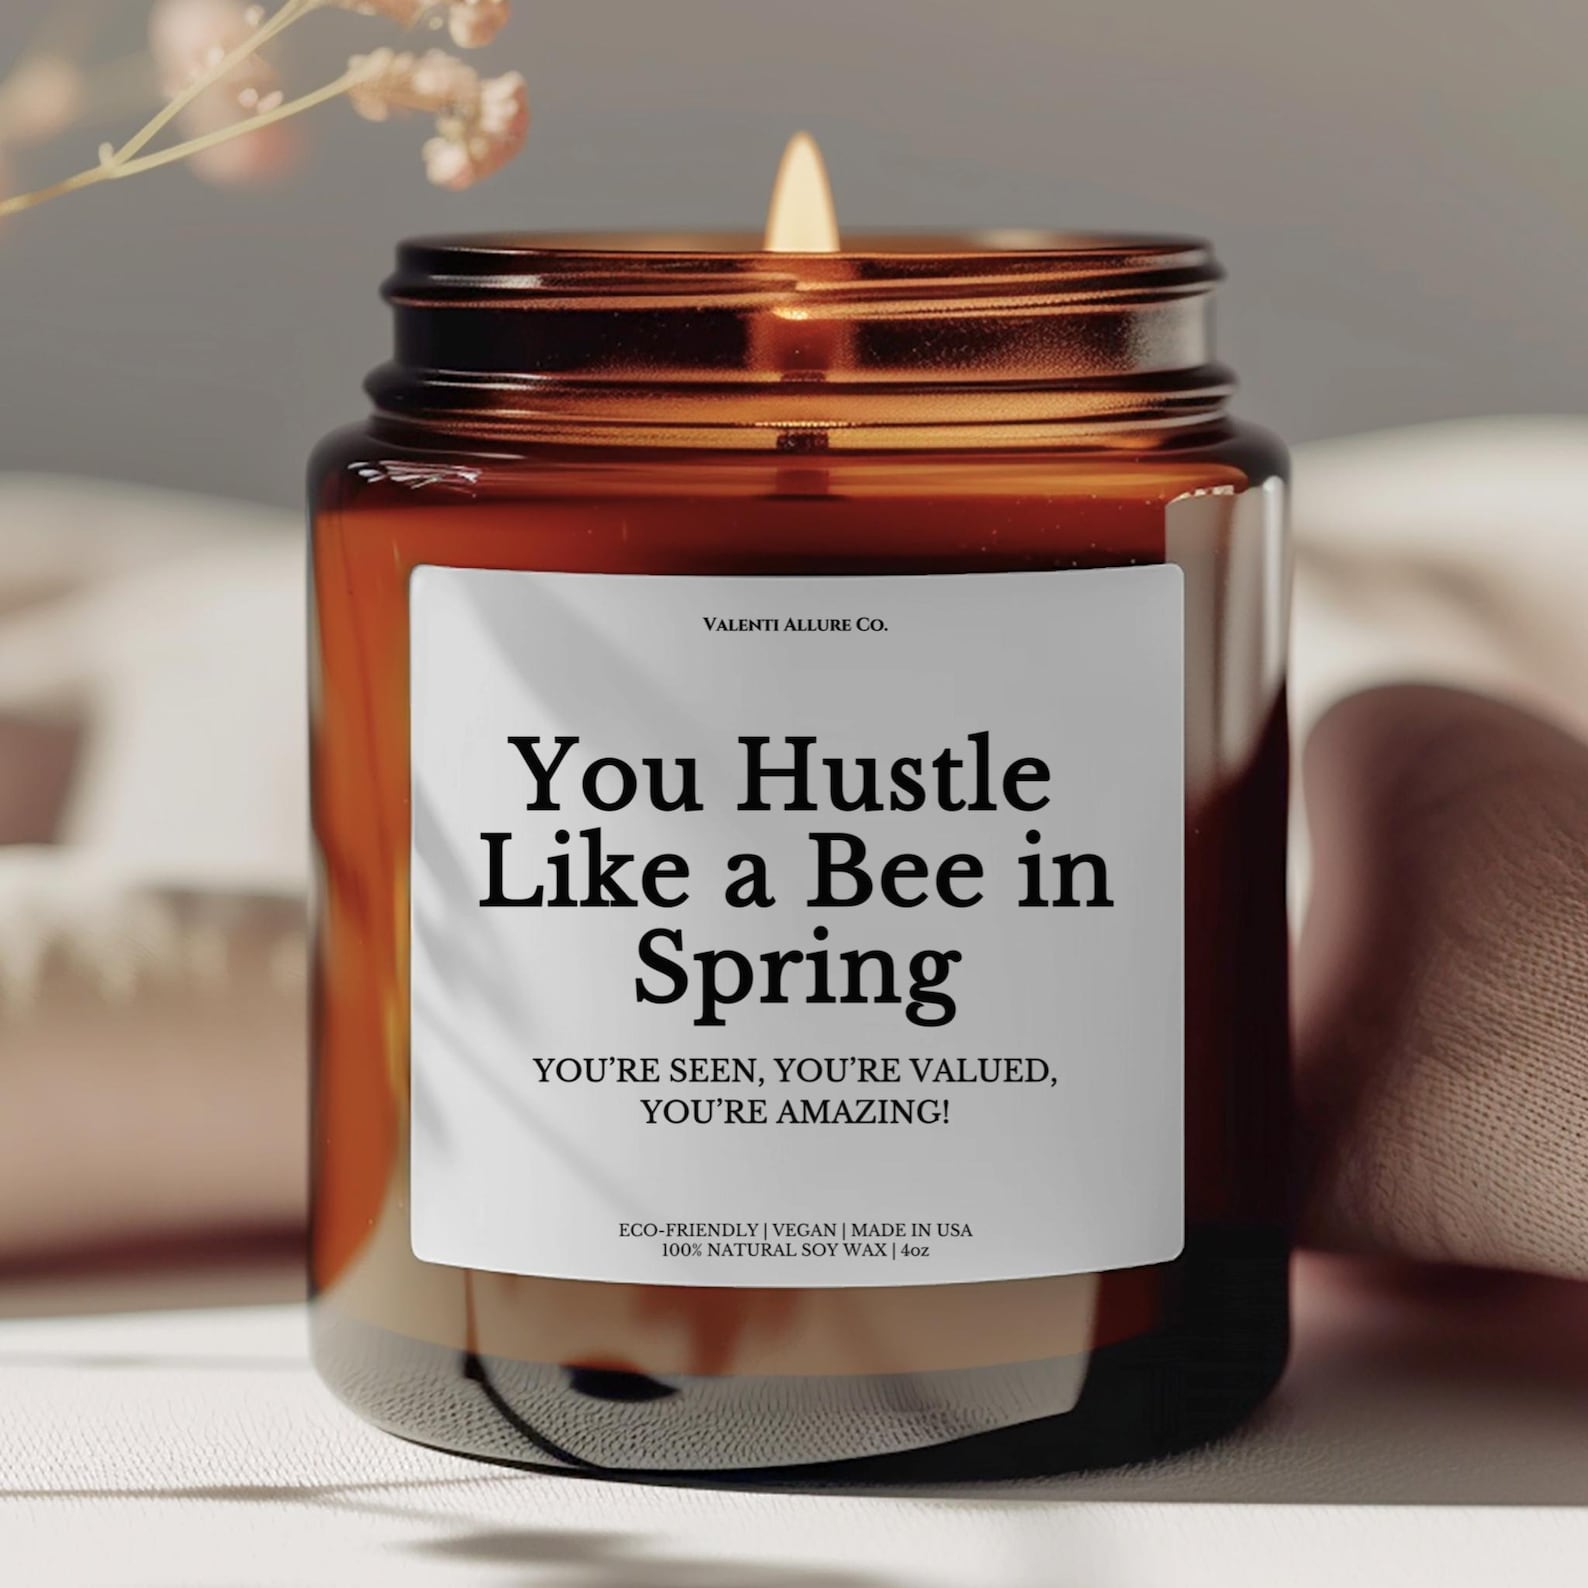 VALENTI ALLURE CO.
You Hustle
Like a Bee in
Spring
YOU'RE SEEN, YOU'RE VALUED,
YOU'RE AMAZING!
ECO-FRIENDLY | VEGAN | MADE IN USA
100% NATURAL SOY WAX | 4oz